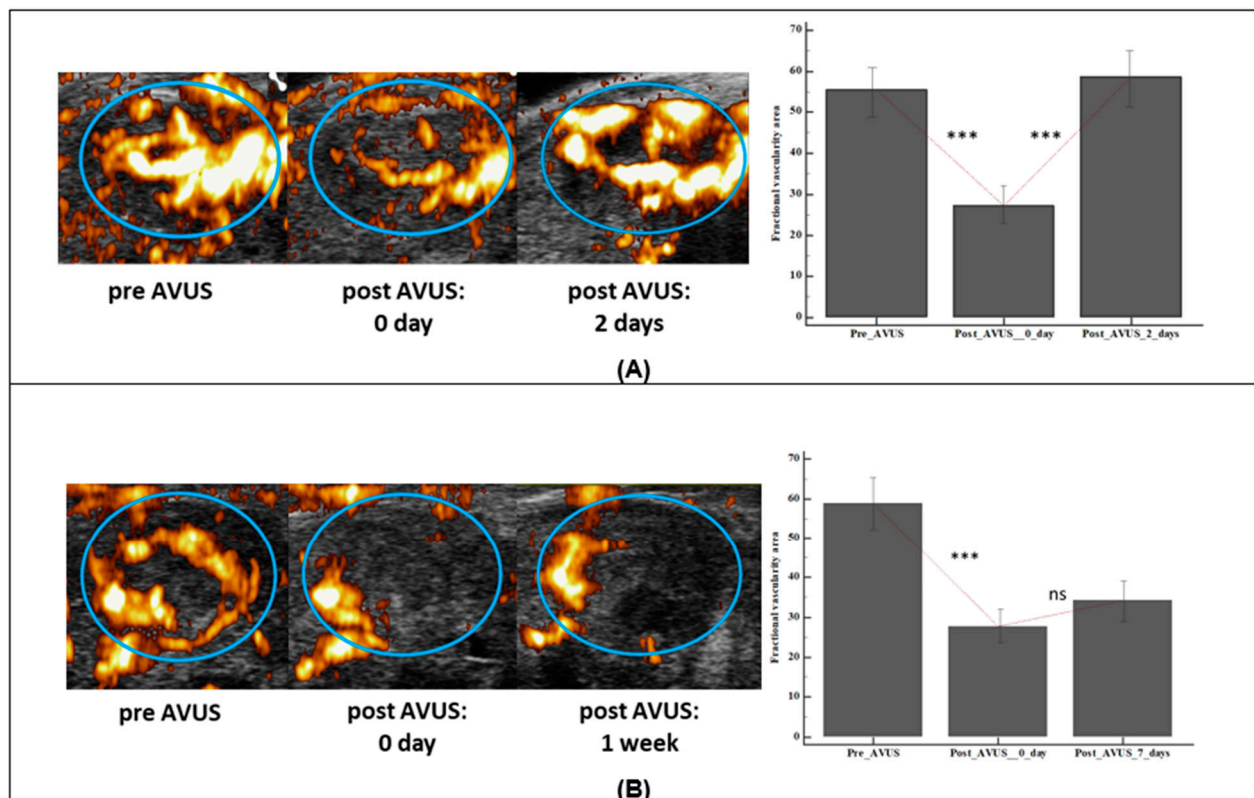 pre AVUS
post AVUS:
0 day
post AVUS:
2 days
Fractional vascularity area
70
60
50
40
30
20
10
0
***
***
Pre_AVUS
Post_AVUS__0_day
Post_AVUS_2_days
(A)
pre AVUS
post AVUS:
0 day
post AVUS:
1 week
Fractional vascularity area
70
60
50
40
30
20
10
0
***
ns
Pre_AVUS
Post_AVUS__0_day
Post_AVUS_7_days
(B)